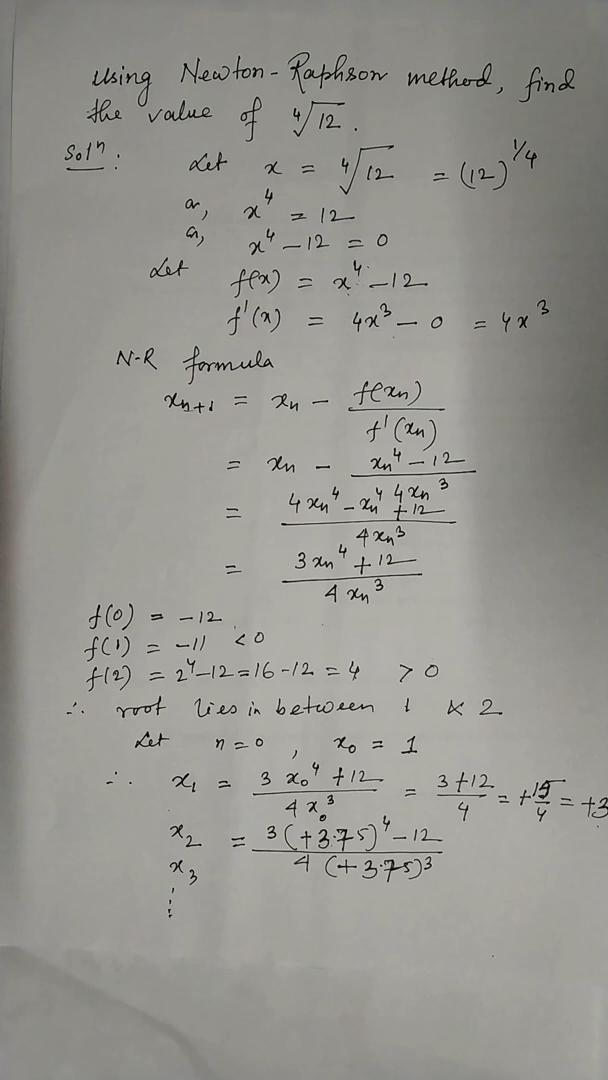 Using Newton-Raphson method, find
the value of ⁴√12.
Solⁿ: Let x = ⁴√12 = (12)^1/4
or, x⁴ = 12
or, x⁴ - 12 = 0
Let f(x) = x⁴ - 12
f'(x) = 4x³ - 0 = 4x³
N-R formula
xₙ₊₁ = xₙ - f(xₙ)/f'(xₙ)
= xₙ - (xₙ⁴ - 12)/(4xₙ³)
= (4xₙ⁴ - xₙ⁴ + 12)/(4xₙ³)
= (3xₙ⁴ + 12)/(4xₙ³)
f(0) = -12
f(1) = -11 < 0
f(2) = 2⁴-12 = 16-12 = 4 > 0
∴ root lies in between 1 & 2
Let n = 0, x₀ = 1
∴ x₁ = (3x₀⁴ + 12)/(4x₀³) = (3 + 12)/4 = +15/4 = +3
x₂ = (3(+3.75)⁴ - 12)/(4(+3.75)³)
x₃
⋮